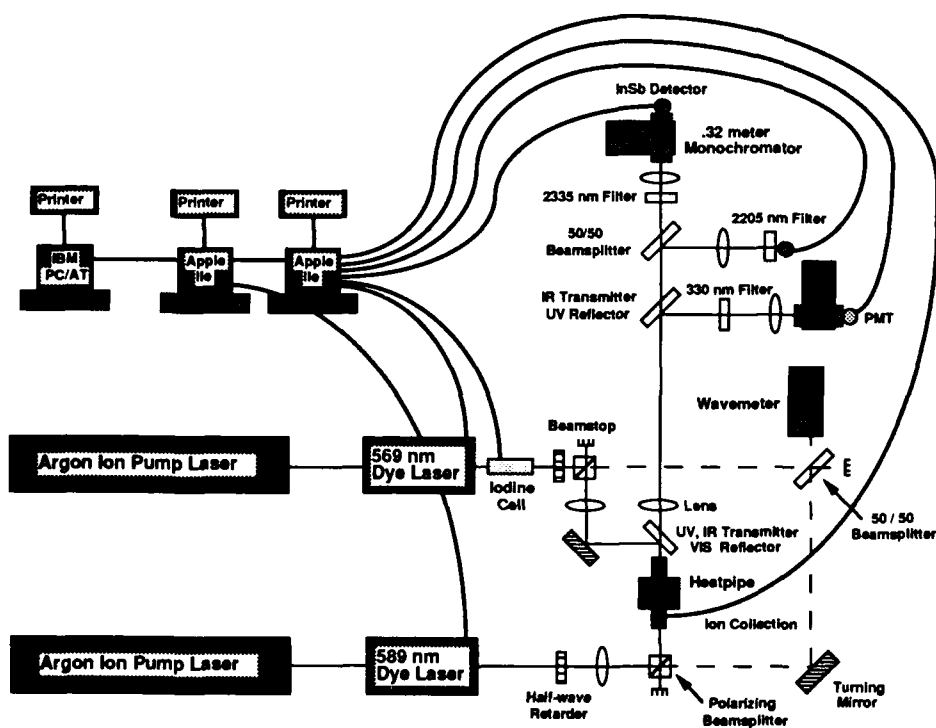 InSb Detector
.32 meter
Monochromator
2335 nm Filter
Printer
Printer
Printer
2205 nm Filter
50/50
Beamsplitter
IBM
PC/AT
Apple
IIe
Apple
IIe
IR Transmitter
UV Reflector
330 nm Filter
PMT
Wavemeter
Beamstop
Argon Ion Pump Laser
569 nm
Dye Laser
Iodine
Cell
Lens
50 / 50
Beamsplitter
UV, IR Transmitter
VIS Reflector
Heatpipe
Ion Collection
Argon Ion Pump Laser
589 nm
Dye Laser
Half-wave
Retarder
Polarizing
Beamsplitter
Turning
Mirror